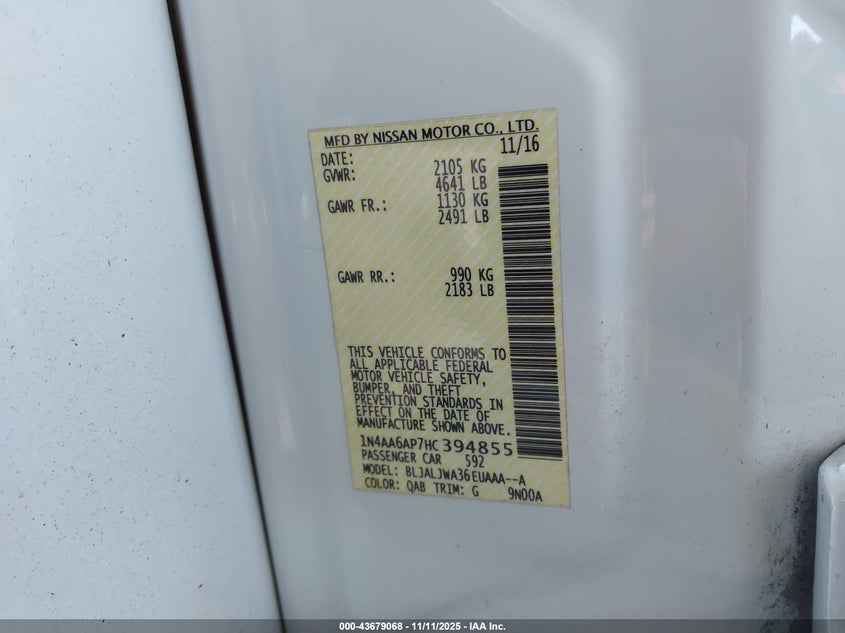 MFD BY NISSAN MOTOR CO., LTD.
DATE: 11/16
GVWR: 2105 KG
4641 LB
GAWR FR.: 1130 KG
2491 LB
GAWR RR.: 990 KG
2183 LB
THIS VEHICLE CONFORMS TO
ALL APPLICABLE FEDERAL
MOTOR VEHICLE SAFETY,
BUMPER, AND THEFT
PREVENTION STANDARDS IN
EFFECT ON THE DATE OF
MANUFACTURE SHOWN ABOVE.
1N4AA6AP7HC394855
PASSENGER CAR 592
MODEL: BLJALJWA36EUAAA--A
COLOR: QAB TRIM: G 9N00A
000-43679068 - 11/11/2025 - IAA Inc.